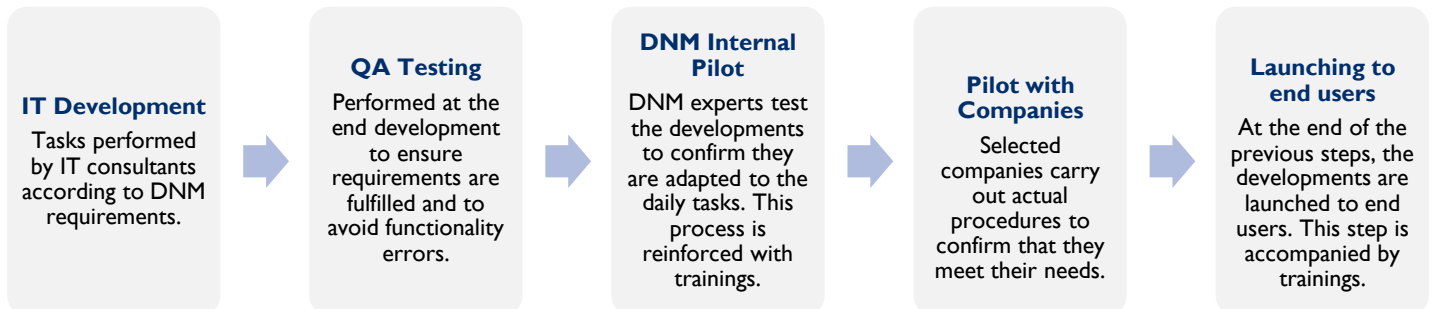 IT Development
Tasks performed
by IT consultants
according to DNM
requirements.
QA Testing
Performed at the
end development
to ensure
requirements are
fulfilled and to
avoid functionality
errors.
DNM Internal
Pilot
DNM experts test
the developments
to confirm they
are adapted to the
daily tasks. This
process is
reinforced with
trainings.
Pilot with
Companies
Selected
companies carry
out actual
procedures to
confirm that they
meet their needs.
Launching to
end users
At the end of the
previous steps, the
developments are
launched to end
users. This step is
accompanied by
trainings.